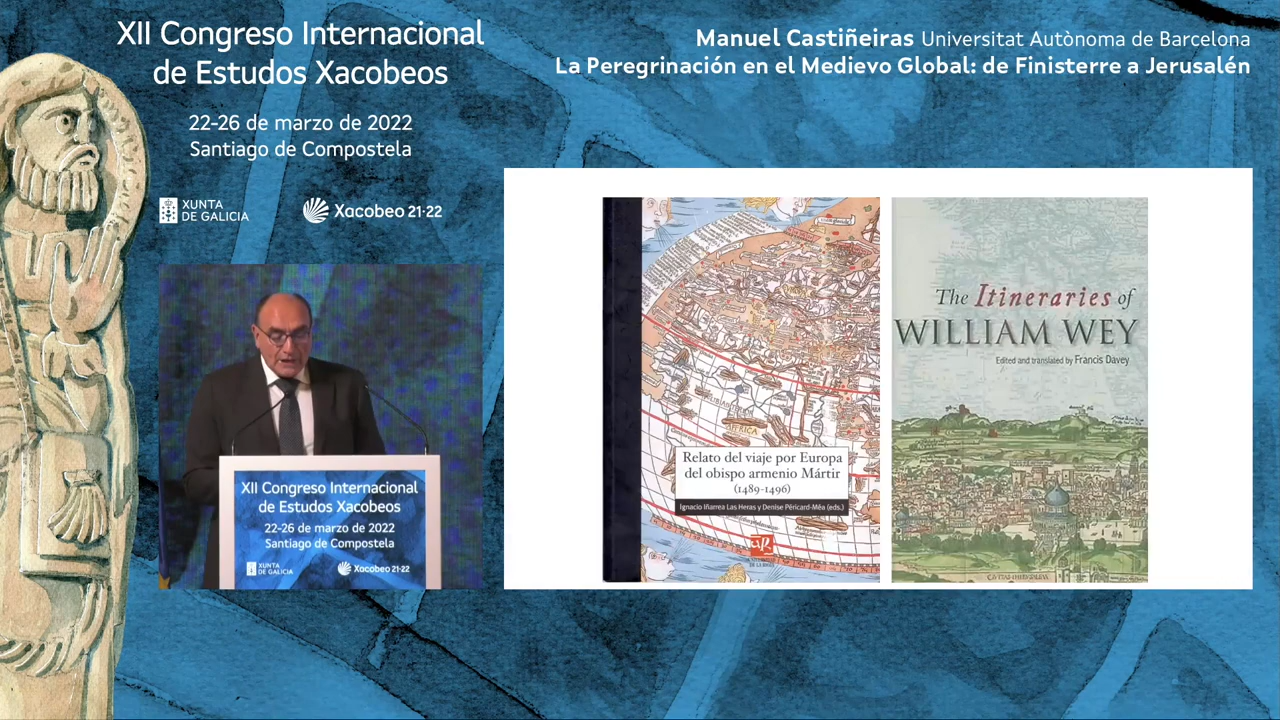 XII Congreso Internacional
de Estudos Xacobeos
22-26 de marzo de 2022
Santiago de Compostela
XUNTA
DE GALICIA
Xacobeo 21·22
Manuel Castiñeiras Universitat Autònoma de Barcelona
La Peregrinación en el Medievo Global: de Finisterre a Jerusalén
XII Congreso Internacional
de Estudos Xacobeos
22-26 de marzo de 2022
Santiago de Compostela
XUNTA
DE GALICIA
Xacobeo 21·22
AFRICA
Relato del viaje por Europa
del obispo armenio Mártir
(1489-1496)
Ignacio Iñarrea Las Heras y Denise Péricard-Méa (eds.)
The Itineraries of
WILLIAM WEY
Edited and translated by Francis Davey